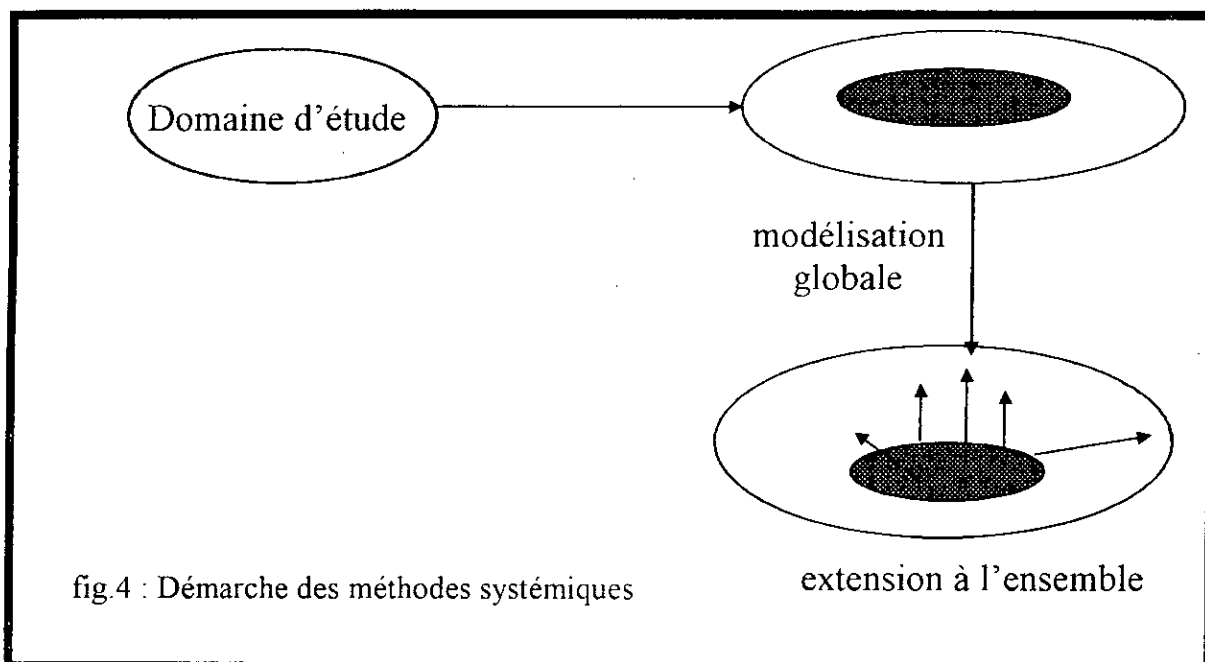 Domaine d'étude
modélisation
globale
extension à l'ensemble
fig.4 : Démarche des méthodes systémiques